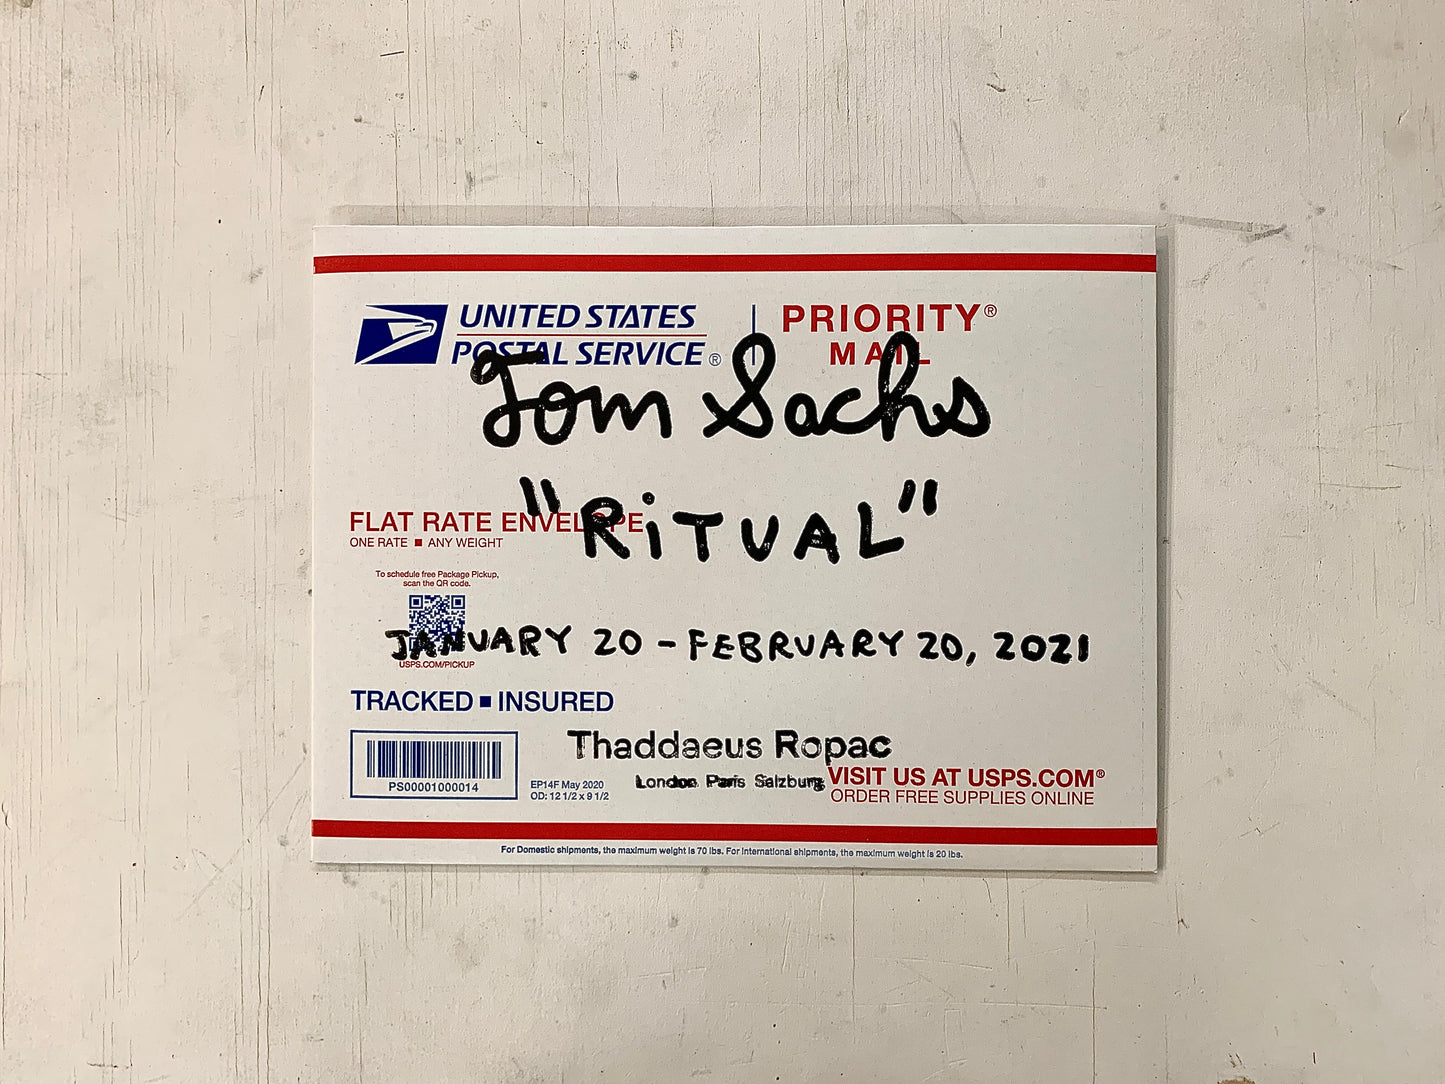 UNITED STATES
POSTAL SERVICE®
PRIORITY®
MAIL
Tom Sachs
"RiTUAL"
FLAT RATE ENVELOPE
ONE RATE ■ ANY WEIGHT
To schedule free Package Pickup,
scan the QR code.
JANUARY 20 - FEBRUARY 20, 2021
USPS.COM/PICKUP
TRACKED ■ INSURED
Thaddaeus Ropac
London Paris Salzburg
PS00001000014
EP14F May 2020
OD: 12 1/2 x 9 1/2
VISIT US AT USPS.COM®
ORDER FREE SUPPLIES ONLINE
For Domestic shipments, the maximum weight is 70 lbs. For International shipments, the maximum weight is 20 lbs.